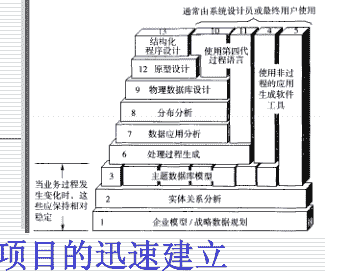 通常由系统设计员或最终用户使用
13 10 11 4 5
结构化
程序设计
使用第四代
过程语言
12 原型设计
使用非过
程的应用
生成软件
工具
9 物理数据库设计
8 分布分析
7 数据应用分析
6 处理过程生成
3 主题数据库模型
当业务过程发
生变化时，这
些应保持相对
稳定
2 实体关系分析
1 企业模型/战略数据规划
项目的迅速建立